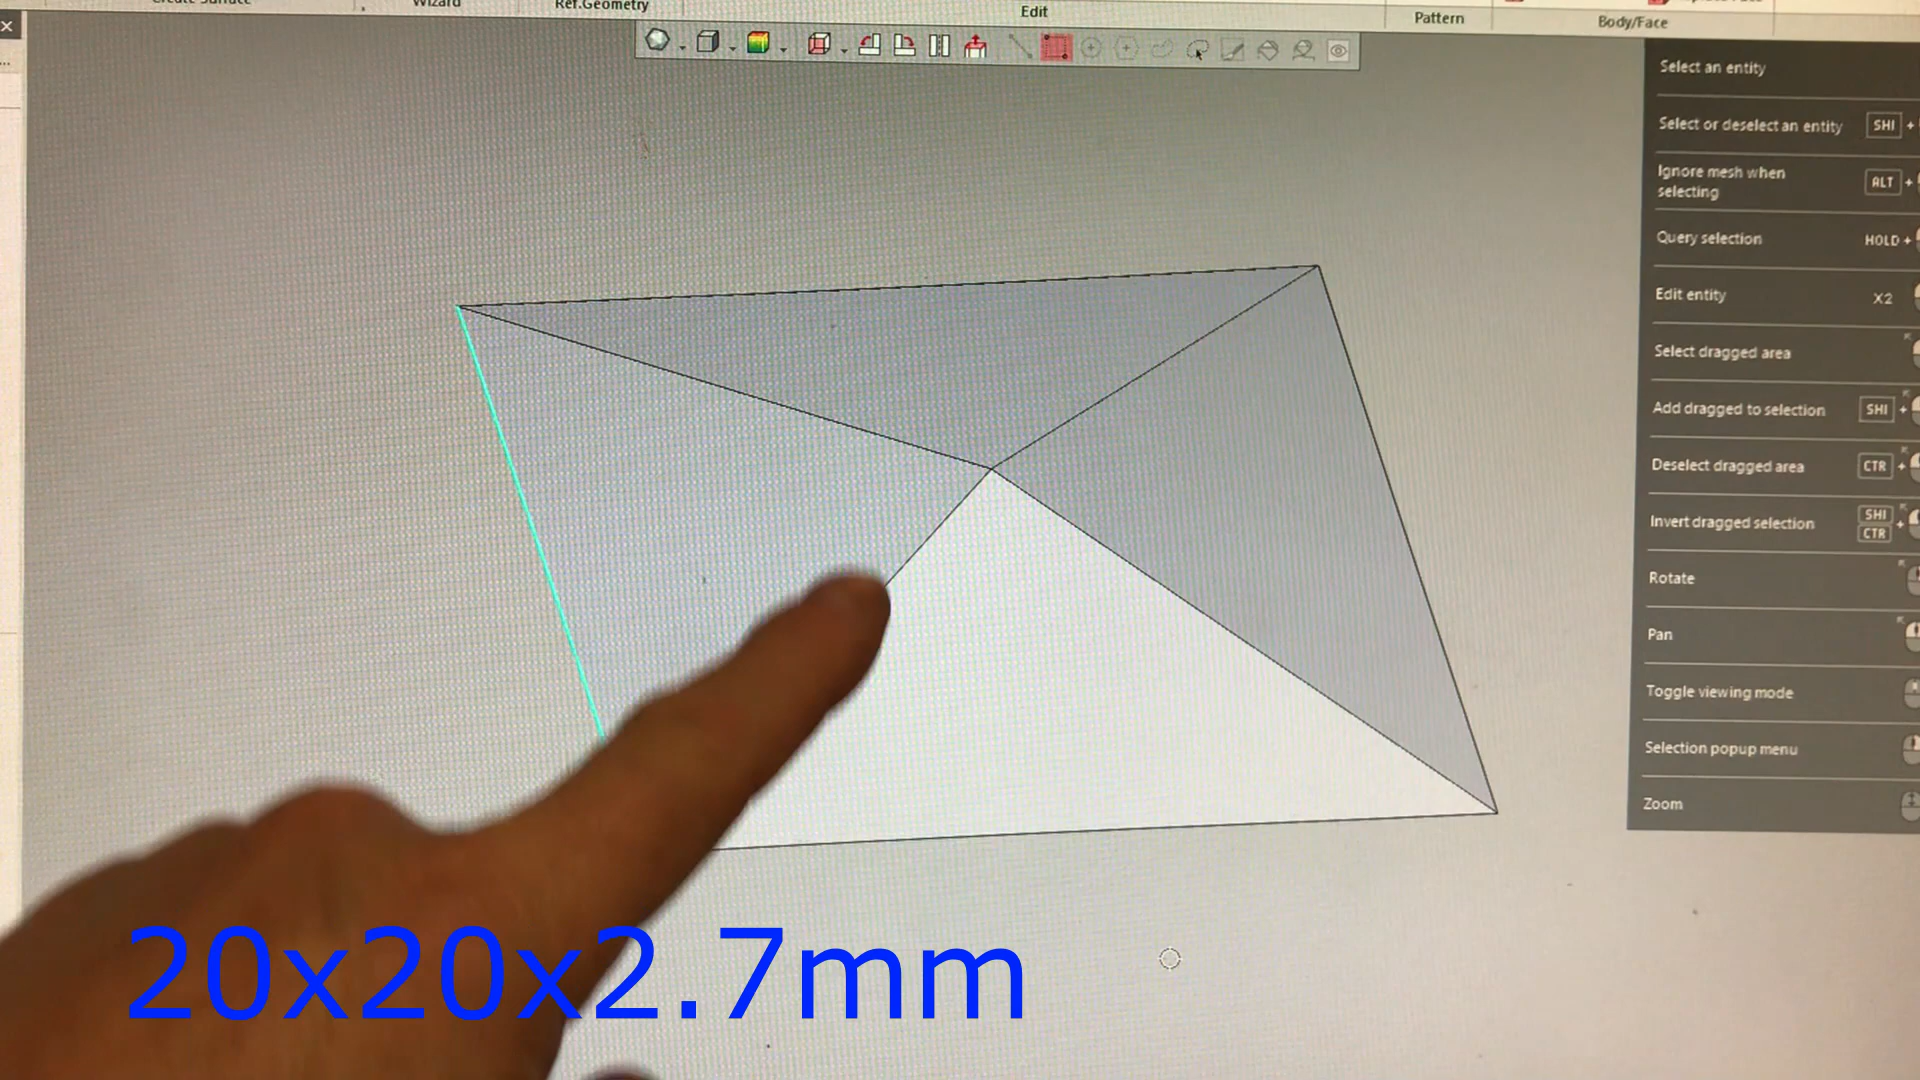 Create Surface
Wizard
Ref.Geometry
Edit
Pattern
Body/Face
Select an entity
Select or deselect an entity SHI +
Ignore mesh when
selecting ALT +
Query selection HOLD +
Edit entity X2
Select dragged area
Add dragged to selection SHI +
Deselect dragged area CTR +
Invert dragged selection SHI
CTR +
Rotate
Pan
Toggle viewing mode
Selection popup menu
Zoom
20x20x2.7mm